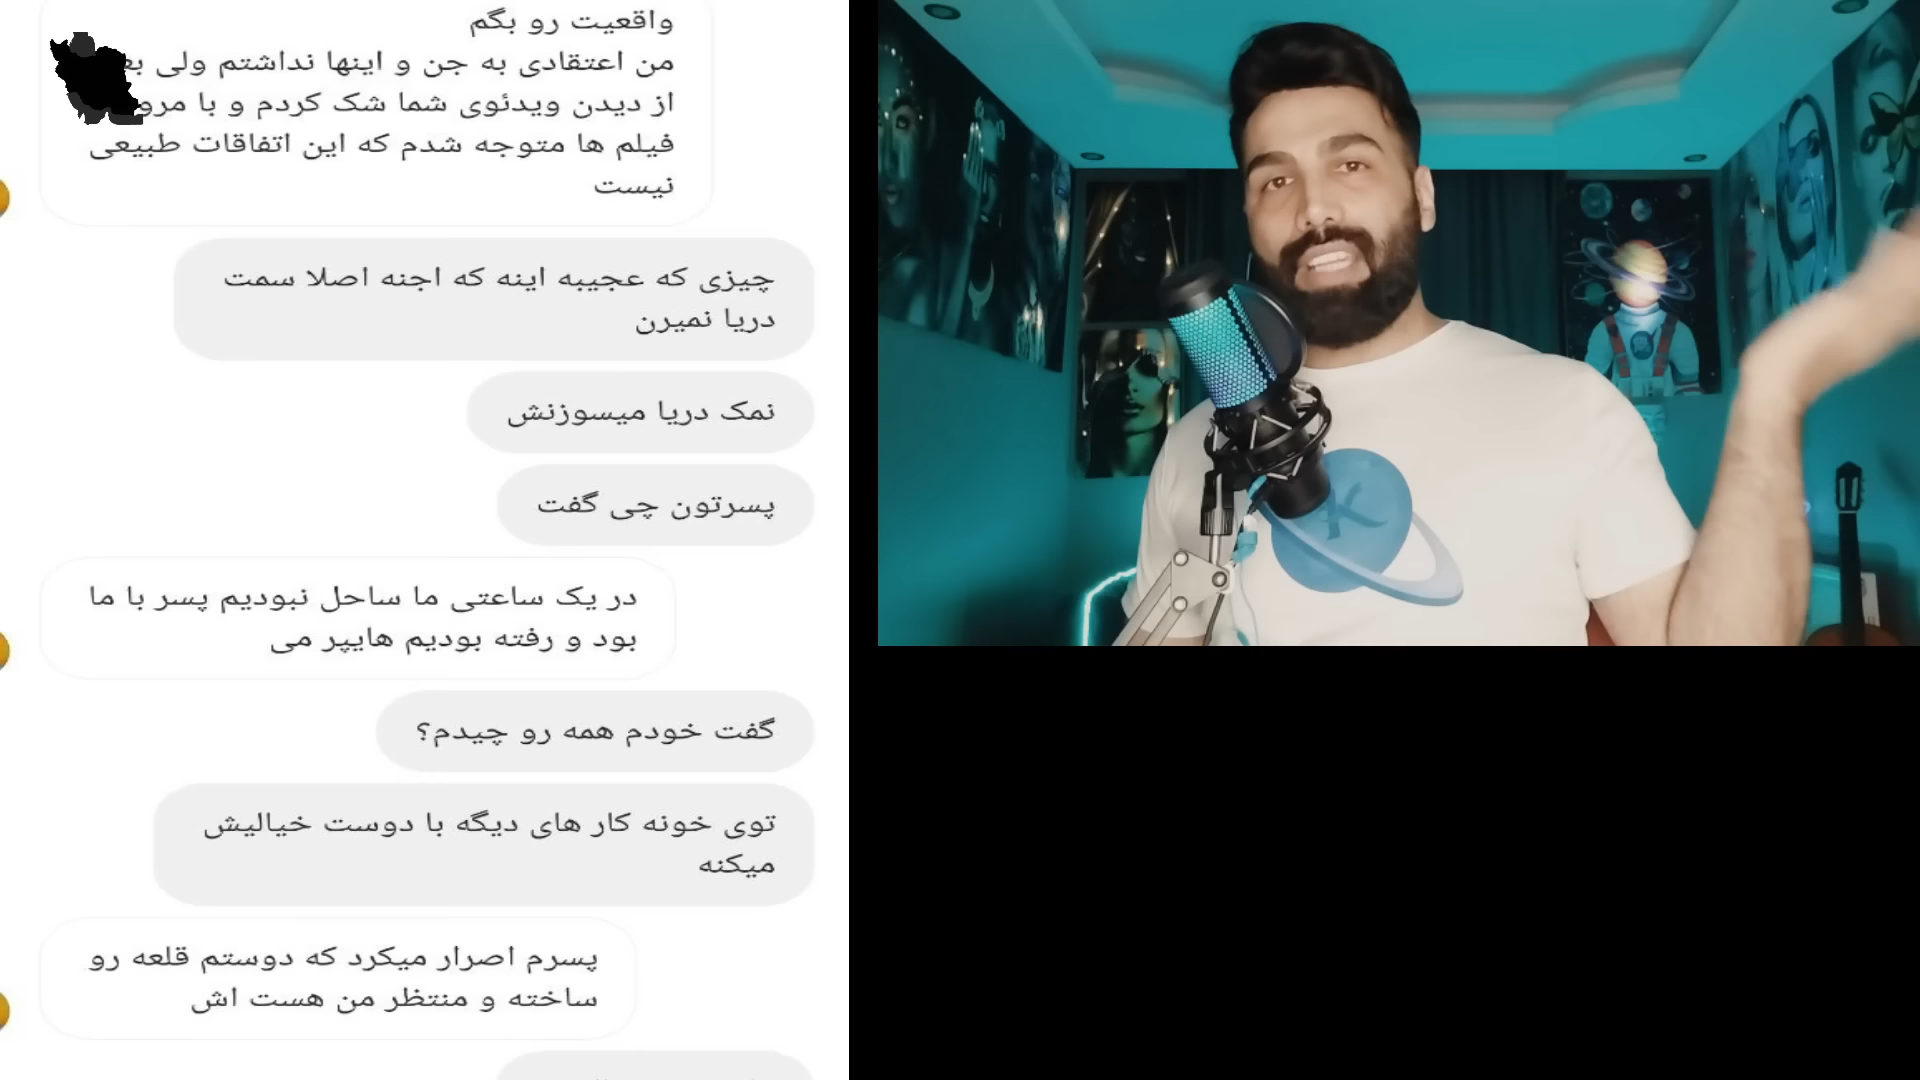 واقعیت رو بگم
من اعتقادی به جن و اینها نداشتم ولی
از دیدن ویدئوی شما شک کردم و با
فیلم ها متوجه شدم که این اتفاقات طبیعی
نیست
چیزی که عجیبه اینه که اجنه اصلا سمت
دریا نمیرن
نمک دریا میسوزنش
پسرتون چی گفت
در یک ساعتی ما ساحل نبودیم پسر با ما
بود و رفته بودیم هایپر می
گفت خودم همه رو چیدم؟
توی خونه کار های دیگه با دوست خیالیش
میکنه
پسرم اصرار میکرد که دوستم قلعه رو
ساخته و منتظر من هست اش
K